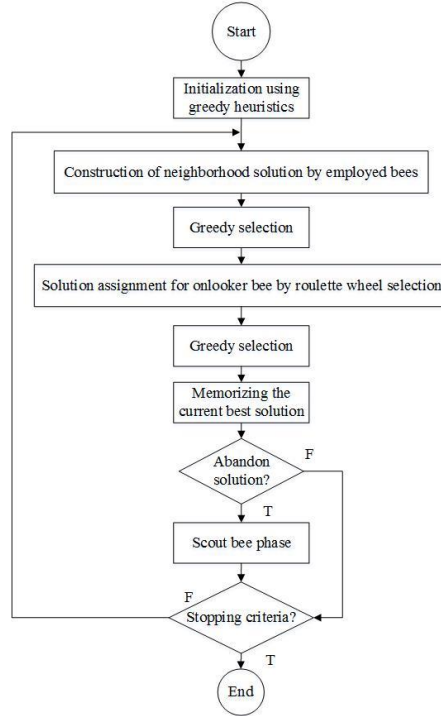 Start
Initialization using
greedy heuristics
Construction of neighborhood solution by employed bees
Greedy selection
Solution assignment for onlooker bee by roulette wheel selection
Greedy selection
Memorizing the
current best solution
Abandon
solution?
F
T
Scout bee phase
F
Stopping criteria?
T
End